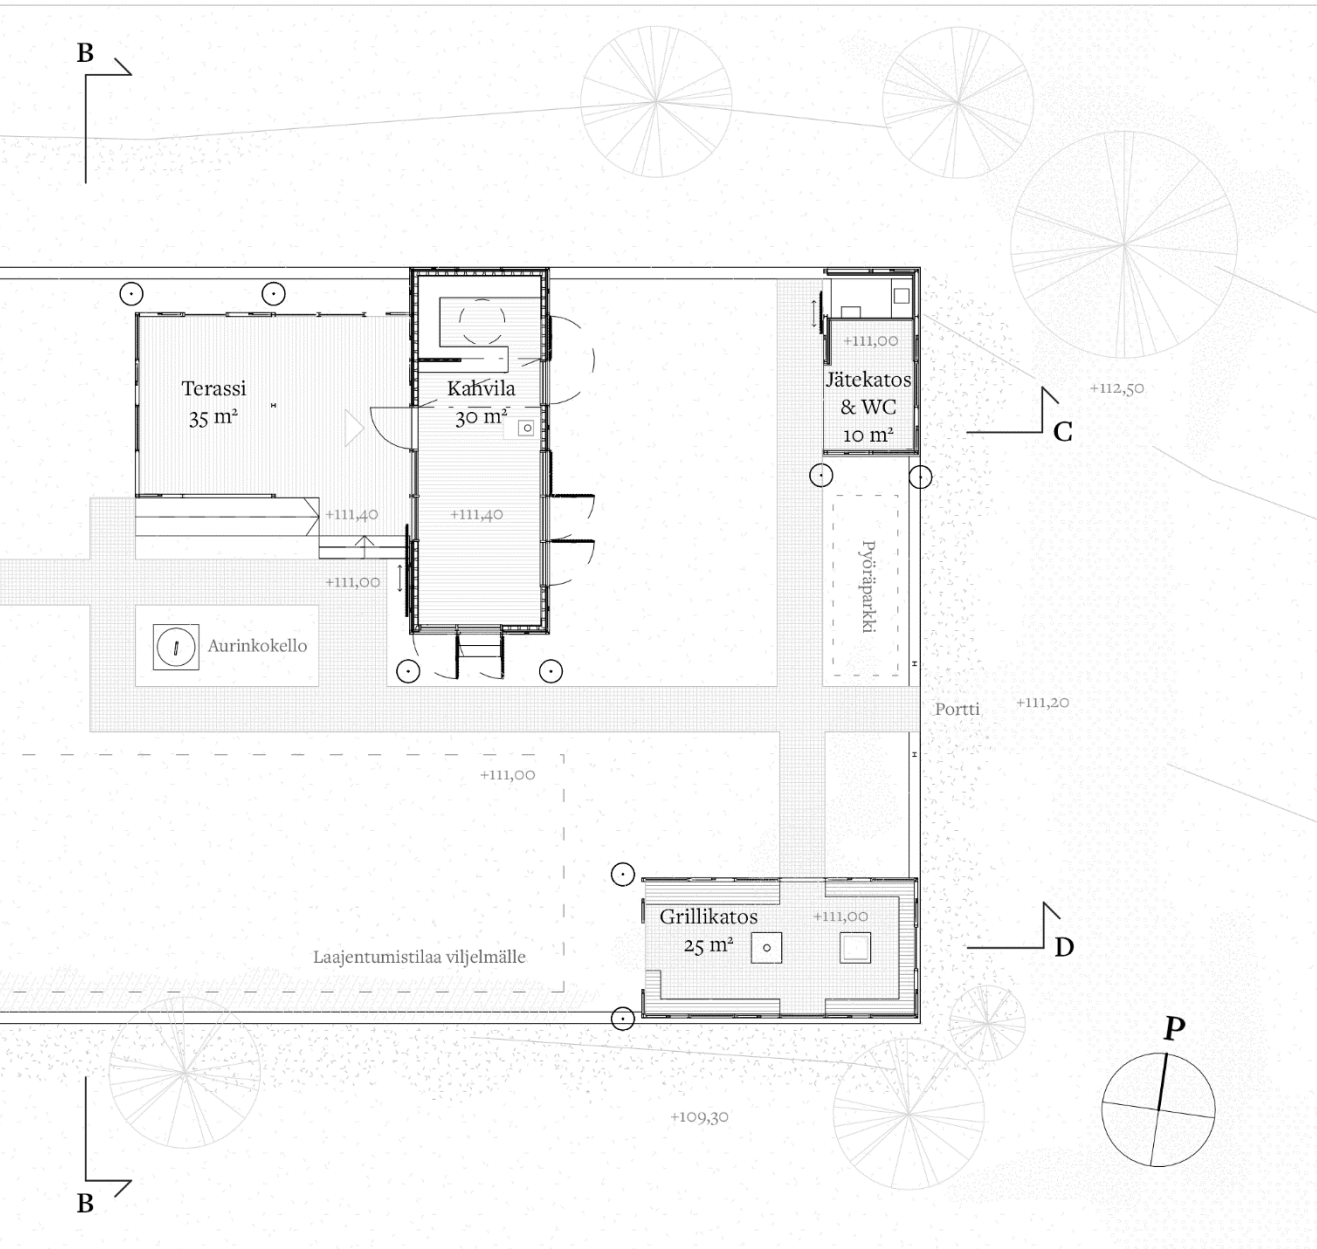 B
+111,00
Terassi
35 m²
Kahvila
30 m²
Jätekatos
& WC
10 m²
+112,50
C
+111,40
+111,40
+111,00
Pyöräparkki
Aurinkokello
Portti
+111,20
+111,00
Grillikatos
25 m²
+111,00
Laajentumistilaa viljelmälle
D
P
+109,30
B